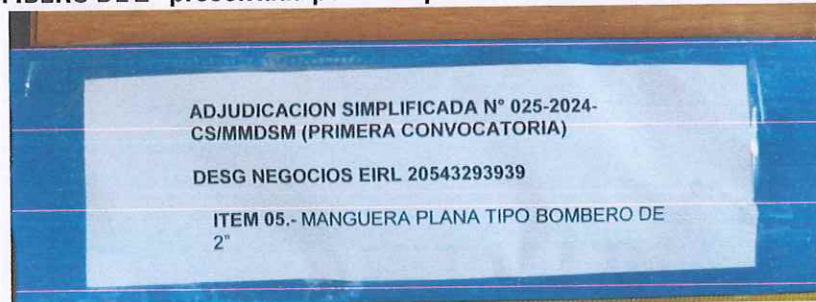 ADJUDICACION SIMPLIFICADA N° 025-2024-
CS/MMDSM (PRIMERA CONVOCATORIA)
DESG NEGOCIOS EIRL 20543293939
ITEM 05.- MANGUERA PLANA TIPO BOMBERO DE
2"